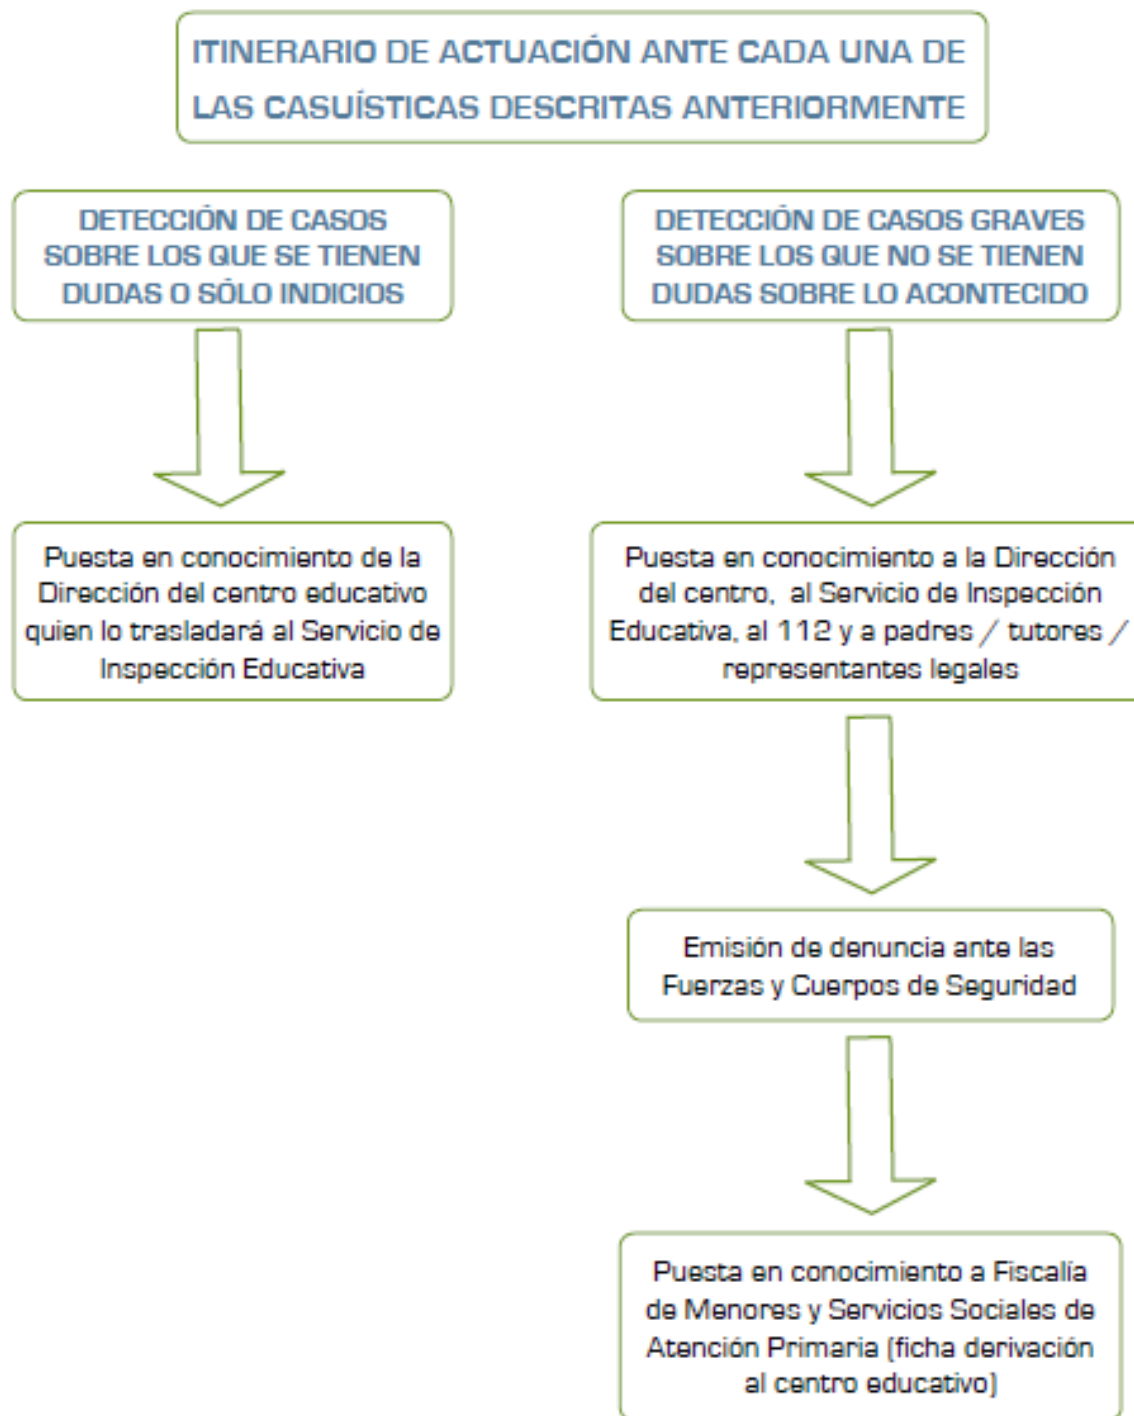 ITINERARIO DE ACTUACIÓN ANTE CADA UNA DE
LAS CASUÍSTICAS DESCRITAS ANTERIORMENTE
DETECCIÓN DE CASOS
SOBRE LOS QUE SE TIENEN
DUDAS O SÓLO INDICIOS
DETECCIÓN DE CASOS GRAVES
SOBRE LOS QUE NO SE TIENEN
DUDAS SOBRE LO ACONTECIDO
Puesta en conocimiento de la
Dirección del centro educativo
quien lo trasladará al Servicio de
Inspección Educativa
Puesta en conocimiento a la Dirección
del centro, al Servicio de Inspección
Educativa, al 112 y a padres / tutores /
representantes legales
Emisión de denuncia ante las
Fuerzas y Cuerpos de Seguridad
Puesta en conocimiento a Fiscalía
de Menores y Servicios Sociales de
Atención Primaria (ficha derivación
al centro educativo)